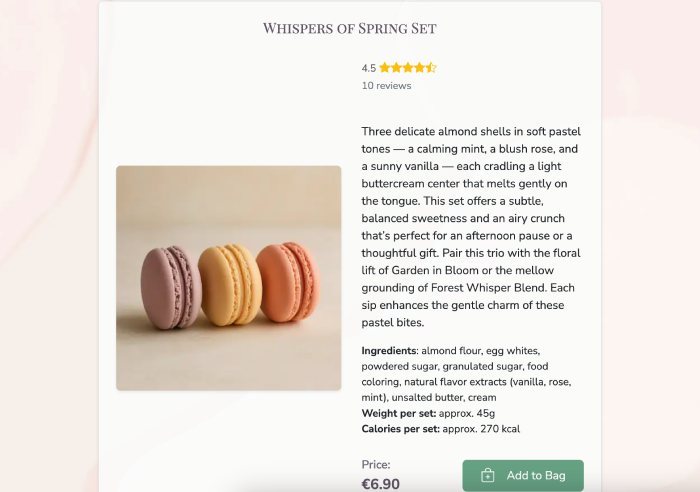 Whispers of Spring Set
4.5
10 reviews
Three delicate almond shells in soft pastel
tones — a calming mint, a blush rose, and
a sunny vanilla — each cradling a light
buttercream center that melts gently on
the tongue. This set offers a subtle,
balanced sweetness and an airy crunch
that's perfect for an afternoon pause or a
thoughtful gift. Pair this trio with the floral
lift of Garden in Bloom or the mellow
grounding of Forest Whisper Blend. Each
sip enhances the gentle charm of these
pastel bites.
Ingredients: almond flour, egg whites,
powdered sugar, granulated sugar, food
coloring, natural flavor extracts (vanilla, rose,
mint), unsalted butter, cream
Weight per set: approx. 45g
Calories per set: approx. 270 kcal
Price:
€6.90
Add to Bag